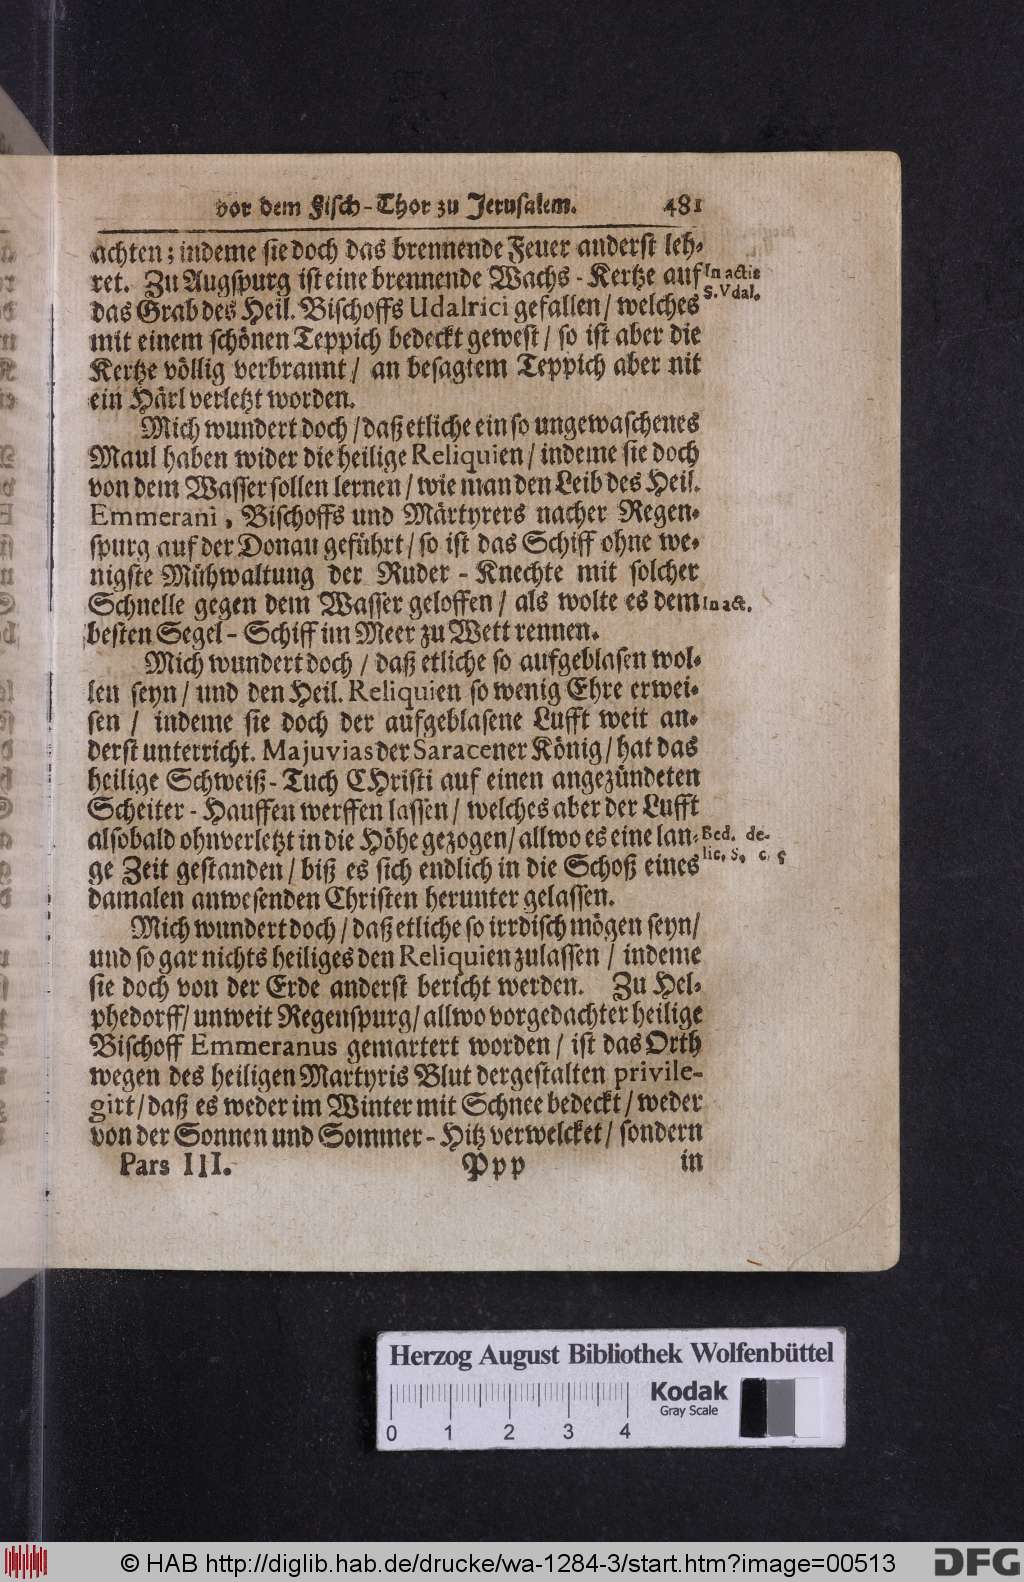 vor dem Fisch-Thor zu Jerusalem. 481
achten; indeme sie doch das brennende Feuer anderst leh-
ret. Zu Augspurg ist eine brennende Wachs-Kertze auf
In actis
S. Vdal.
das Grab des Heil. Bischoffs Udalrici gefallen/ welches
mit einem schönen Teppich bedeckt gewest/ so ist aber die
Kertze völlig verbrannt/ an besagtem Teppich aber nit
ein Härl verletzt worden.
Mich wundert doch/ daß etliche ein so ungewaschenes
Maul haben wider die heilige Reliquien/ indeme sie doch
von dem Wasser sollen lernen/ wie man den Leib des Heil.
Emmerani, Bischoffs und Märtyrers nacher Regen-
spurg auf der Donau geführt/ so ist das Schiff ohne we-
nigste Mühwaltung der Ruder-Knechte mit solcher
Schnelle gegen dem Wasser geloffen/ als wolte es dem
In act.
besten Segel-Schiff im Meer zu Wett rennen.
Mich wundert doch/ daß etliche so aufgeblasen wol-
len seyn/ und den Heil. Reliquien so wenig Ehre erwei-
sen/ indeme sie doch der aufgeblasene Lufft weit an-
derst unterricht. Majuvias der Saracener König/ hat das
heilige Schweiß-Tuch CHristi auf einen angezündeten
Scheiter-Hauffen werffen lassen/ welches aber der Lufft
alsobald ohnverletzt in die Höhe gezogen/ allwo es eine lan-
Bed. de
lic. S. c. 5
ge Zeit gestanden/ biß es sich endlich in die Schoß eines
damalen anwesenden Christen herunter gelassen.
Mich wundert doch/ daß etliche so irrdisch mögen seyn/
und so gar nichts heiliges den Reliquien zulassen/ indeme
sie doch von der Erde anderst bericht werden. Zu Hel-
phedorff/ unweit Regenspurg/ allwo vorgedachter heilige
Bischoff Emmeranus gemartert worden/ ist das Orth
wegen des heiligen Martyris Blut dergestalten privile-
girt/ daß es weder im Winter mit Schnee bedeckt/ weder
von der Sonnen und Sommer-Hitz verwelcket/ sondern
Pars III. Ppp in
Herzog August Bibliothek Wolfenbüttel
Kodak
Gray Scale
0 1 2 3 4
© HAB http://diglib.hab.de/drucke/wa-1284-3/start.htm?image=00513
DFG